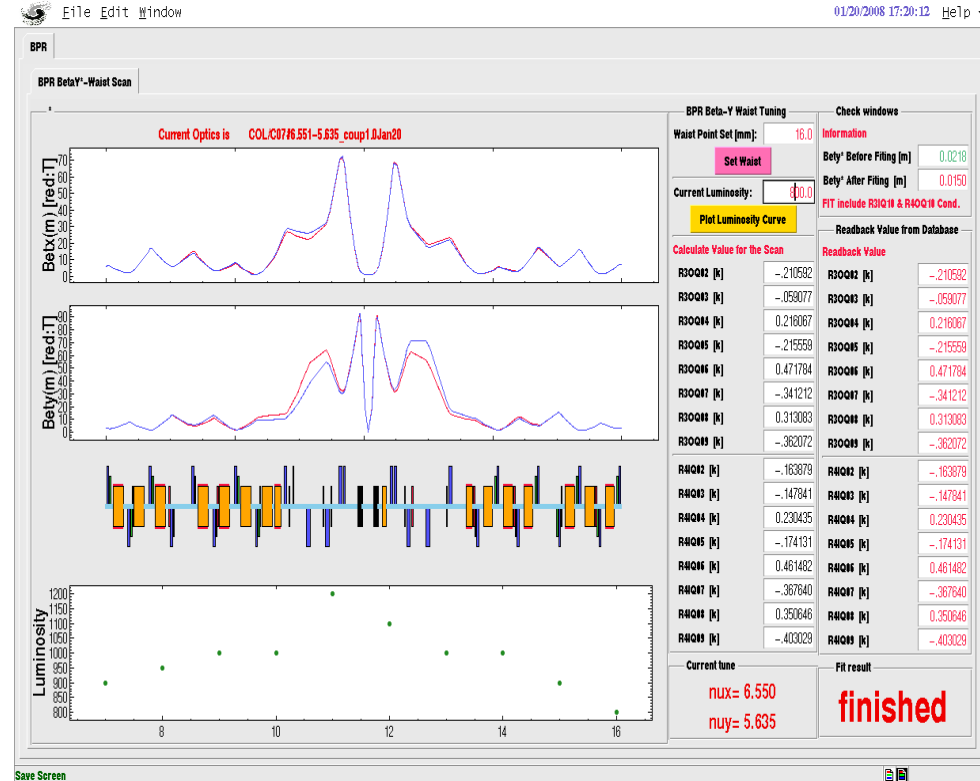 File Edit Window 01/20/2008 17:20:12 Help
BPR
BPR BetaY*-Waist Scan
Current Optics is COL/C07#6.551-5.635_coup1.0Jan20
Betx(m) [red:T]
70
60
50
40
30
20
10
0
Bety(m) [red:T]
90
80
70
60
50
40
30
20
10
0
Luminosity
1200
1150
1100
1050
1000
950
900
850
800
8 10 12 14 16
BPR Beta-Y Waist Tuning
Waist Point Set [mm]: 16.0
Set Waist
Current Luminosity: 800.0
Plot Luminosity Curve
Calculate Value for the Scan
R3OQ02 [k] -.210592
R3OQ03 [k] -.059077
R3OQ04 [k] 0.216067
R3OQ05 [k] -.215559
R3OQ06 [k] 0.471784
R3OQ07 [k] -.341212
R3OQ08 [k] 0.313083
R3OQ09 [k] -.362072
R4IQ02 [k] -.163879
R4IQ03 [k] -.147841
R4IQ04 [k] 0.230435
R4IQ05 [k] -.174131
R4IQ06 [k] 0.461482
R4IQ07 [k] -.367640
R4IQ08 [k] 0.350646
R4IQ09 [k] -.403029
Current tune
nux= 6.550
nuy= 5.635
Check windows
Information
Bety* Before Fiting [m] 0.0218
Bety* After Fiting [m] 0.0150
FIT include R3IQ10 & R4OQ10 Cond.
Readback Value from Database
Readback Value
R3OQ02 [k] -.210592
R3OQ03 [k] -.059077
R3OQ04 [k] 0.216067
R3OQ05 [k] -.215559
R3OQ06 [k] 0.471784
R3OQ07 [k] -.341212
R3OQ08 [k] 0.313083
R3OQ09 [k] -.362072
R4IQ02 [k] -.163879
R4IQ03 [k] -.147841
R4IQ04 [k] 0.230435
R4IQ05 [k] -.174131
R4IQ06 [k] 0.461482
R4IQ07 [k] -.367640
R4IQ08 [k] 0.350646
R4IQ09 [k] -.403029
Fit result
finished
Save Screen